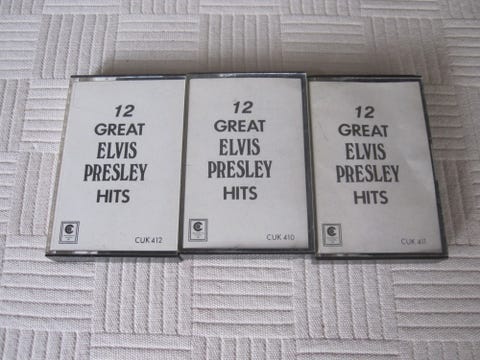 12
GREAT
ELVIS
PRESLEY
HITS
CUK 412
12
GREAT
ELVIS
PRESLEY
HITS
CUK 410
12
GREAT
ELVIS
PRESLEY
HITS
CUK 411